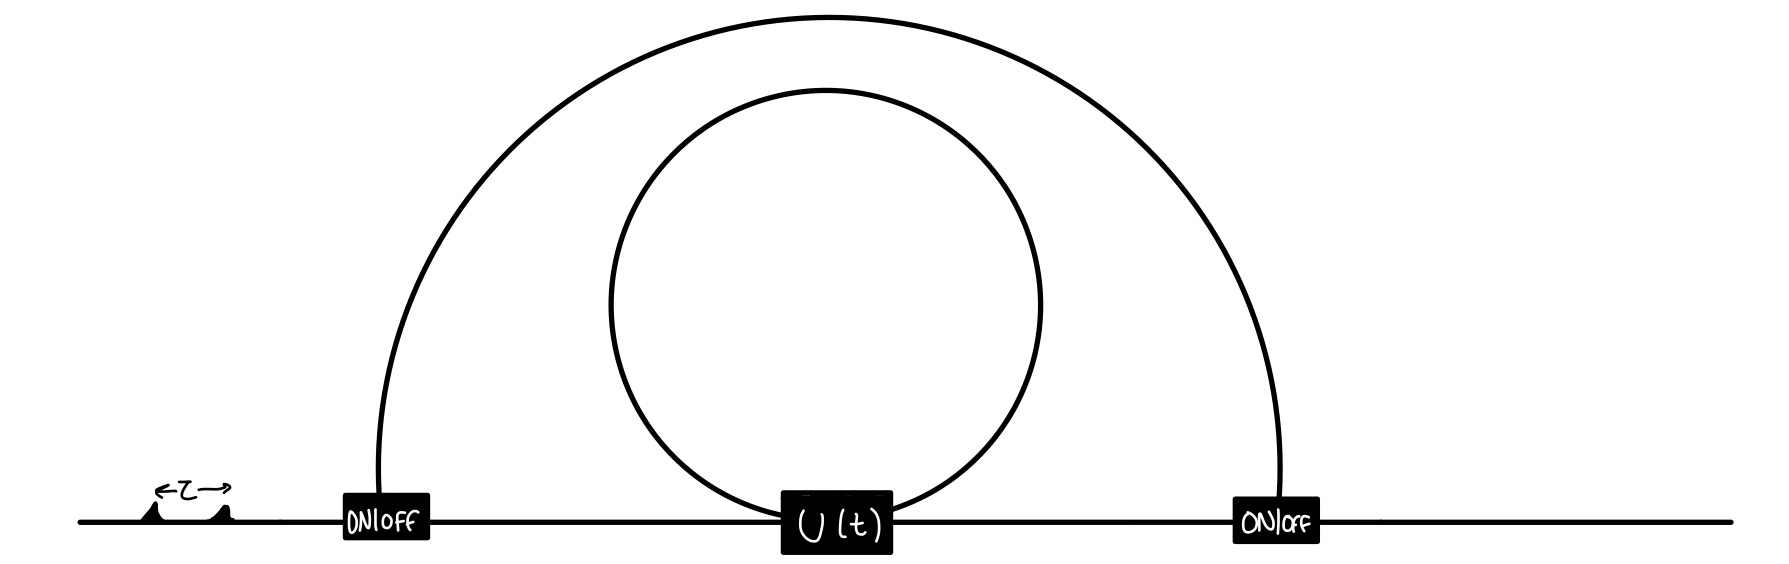 ←τ→
ON|OFF
U(t)
ON|OFF